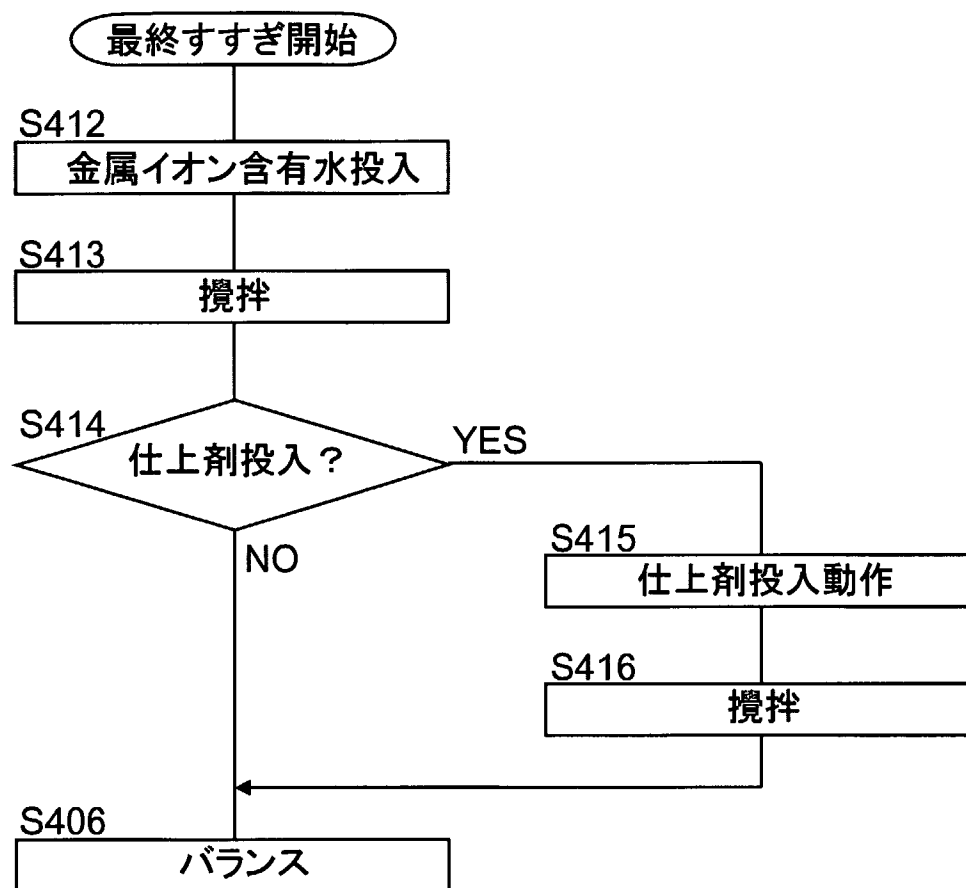 最終すすぎ開始
S412
金属イオン含有水投入
S413
攪拌
S414
仕上剤投入？
YES
NO
S415
仕上剤投入動作
S416
攪拌
S406
バランス